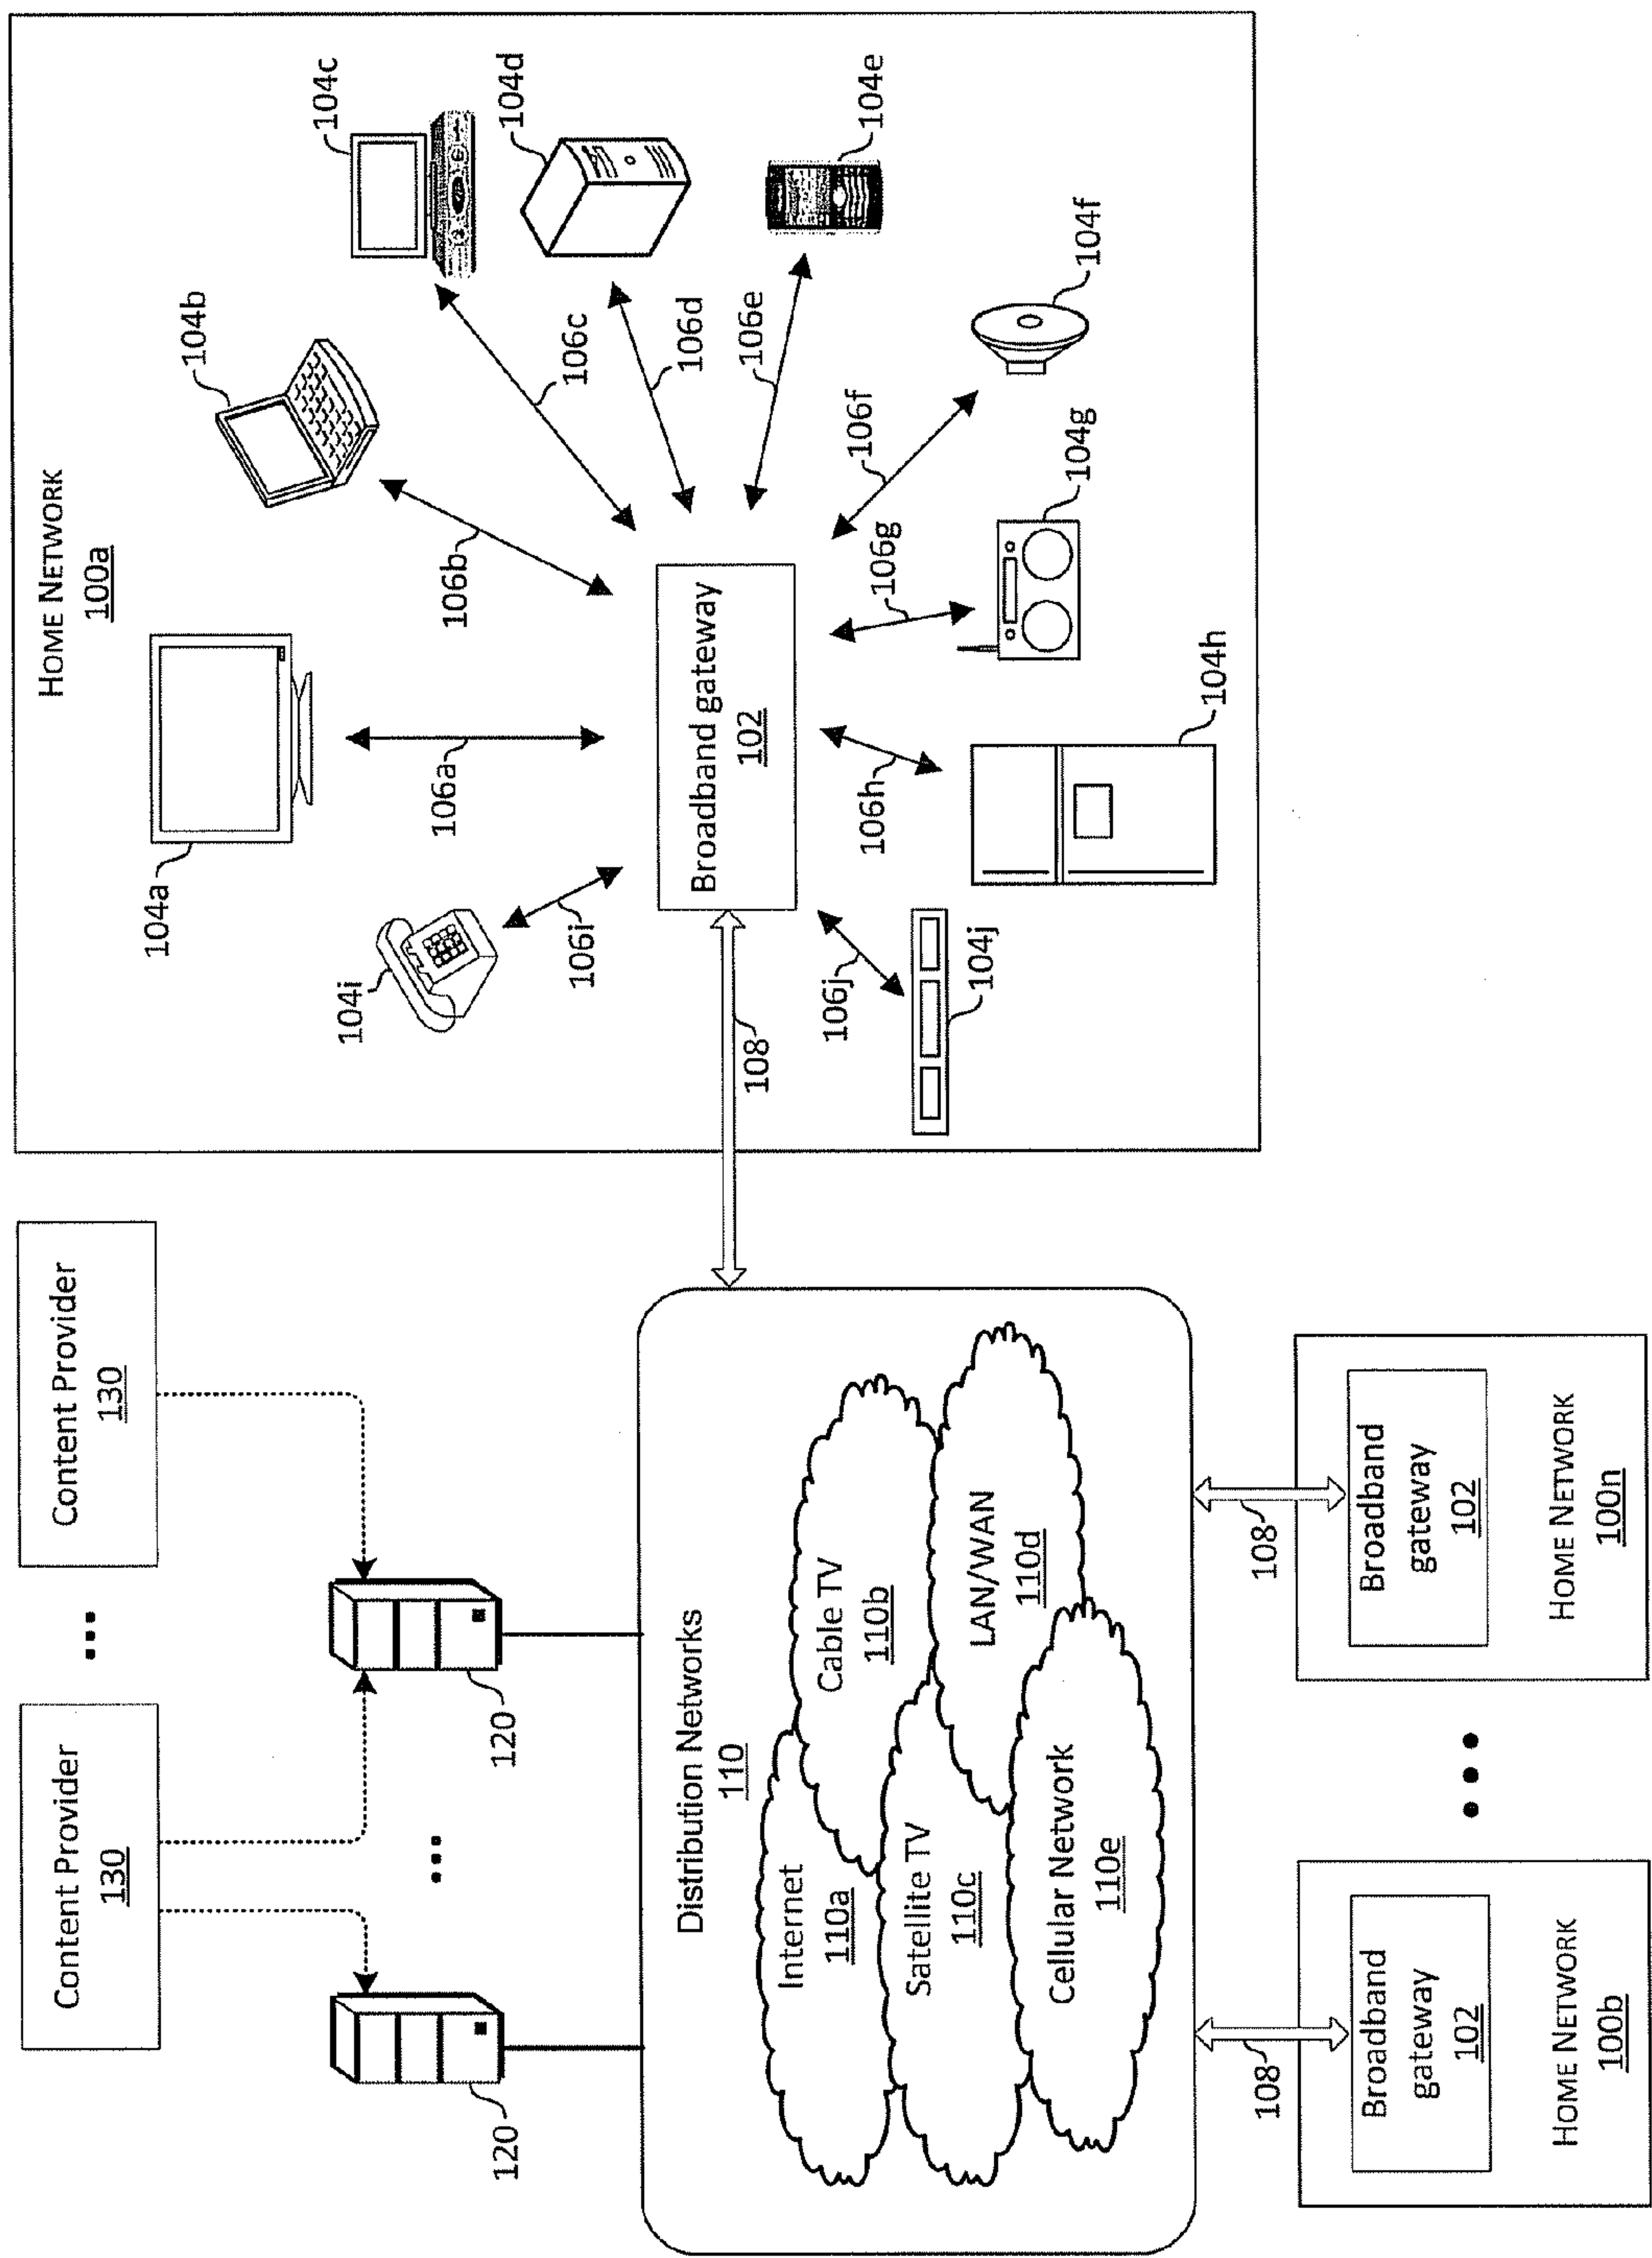 Content Provider
130
...
Content Provider
130
120
...
120
Distribution Networks
110
Internet
110a
Cable TV
110b
Satellite TV
110c
LAN/WAN
110d
Cellular Network
110e
108
Broadband
gateway
102
HOME NETWORK
100b
...
108
Broadband
gateway
102
HOME NETWORK
100n
108
HOME NETWORK
100a
104a
104b
104c
104d
104e
104f
104g
104h
104i
104j
106a
106b
106c
106d
106e
106f
106g
106h
106i
106j
Broadband gateway
102